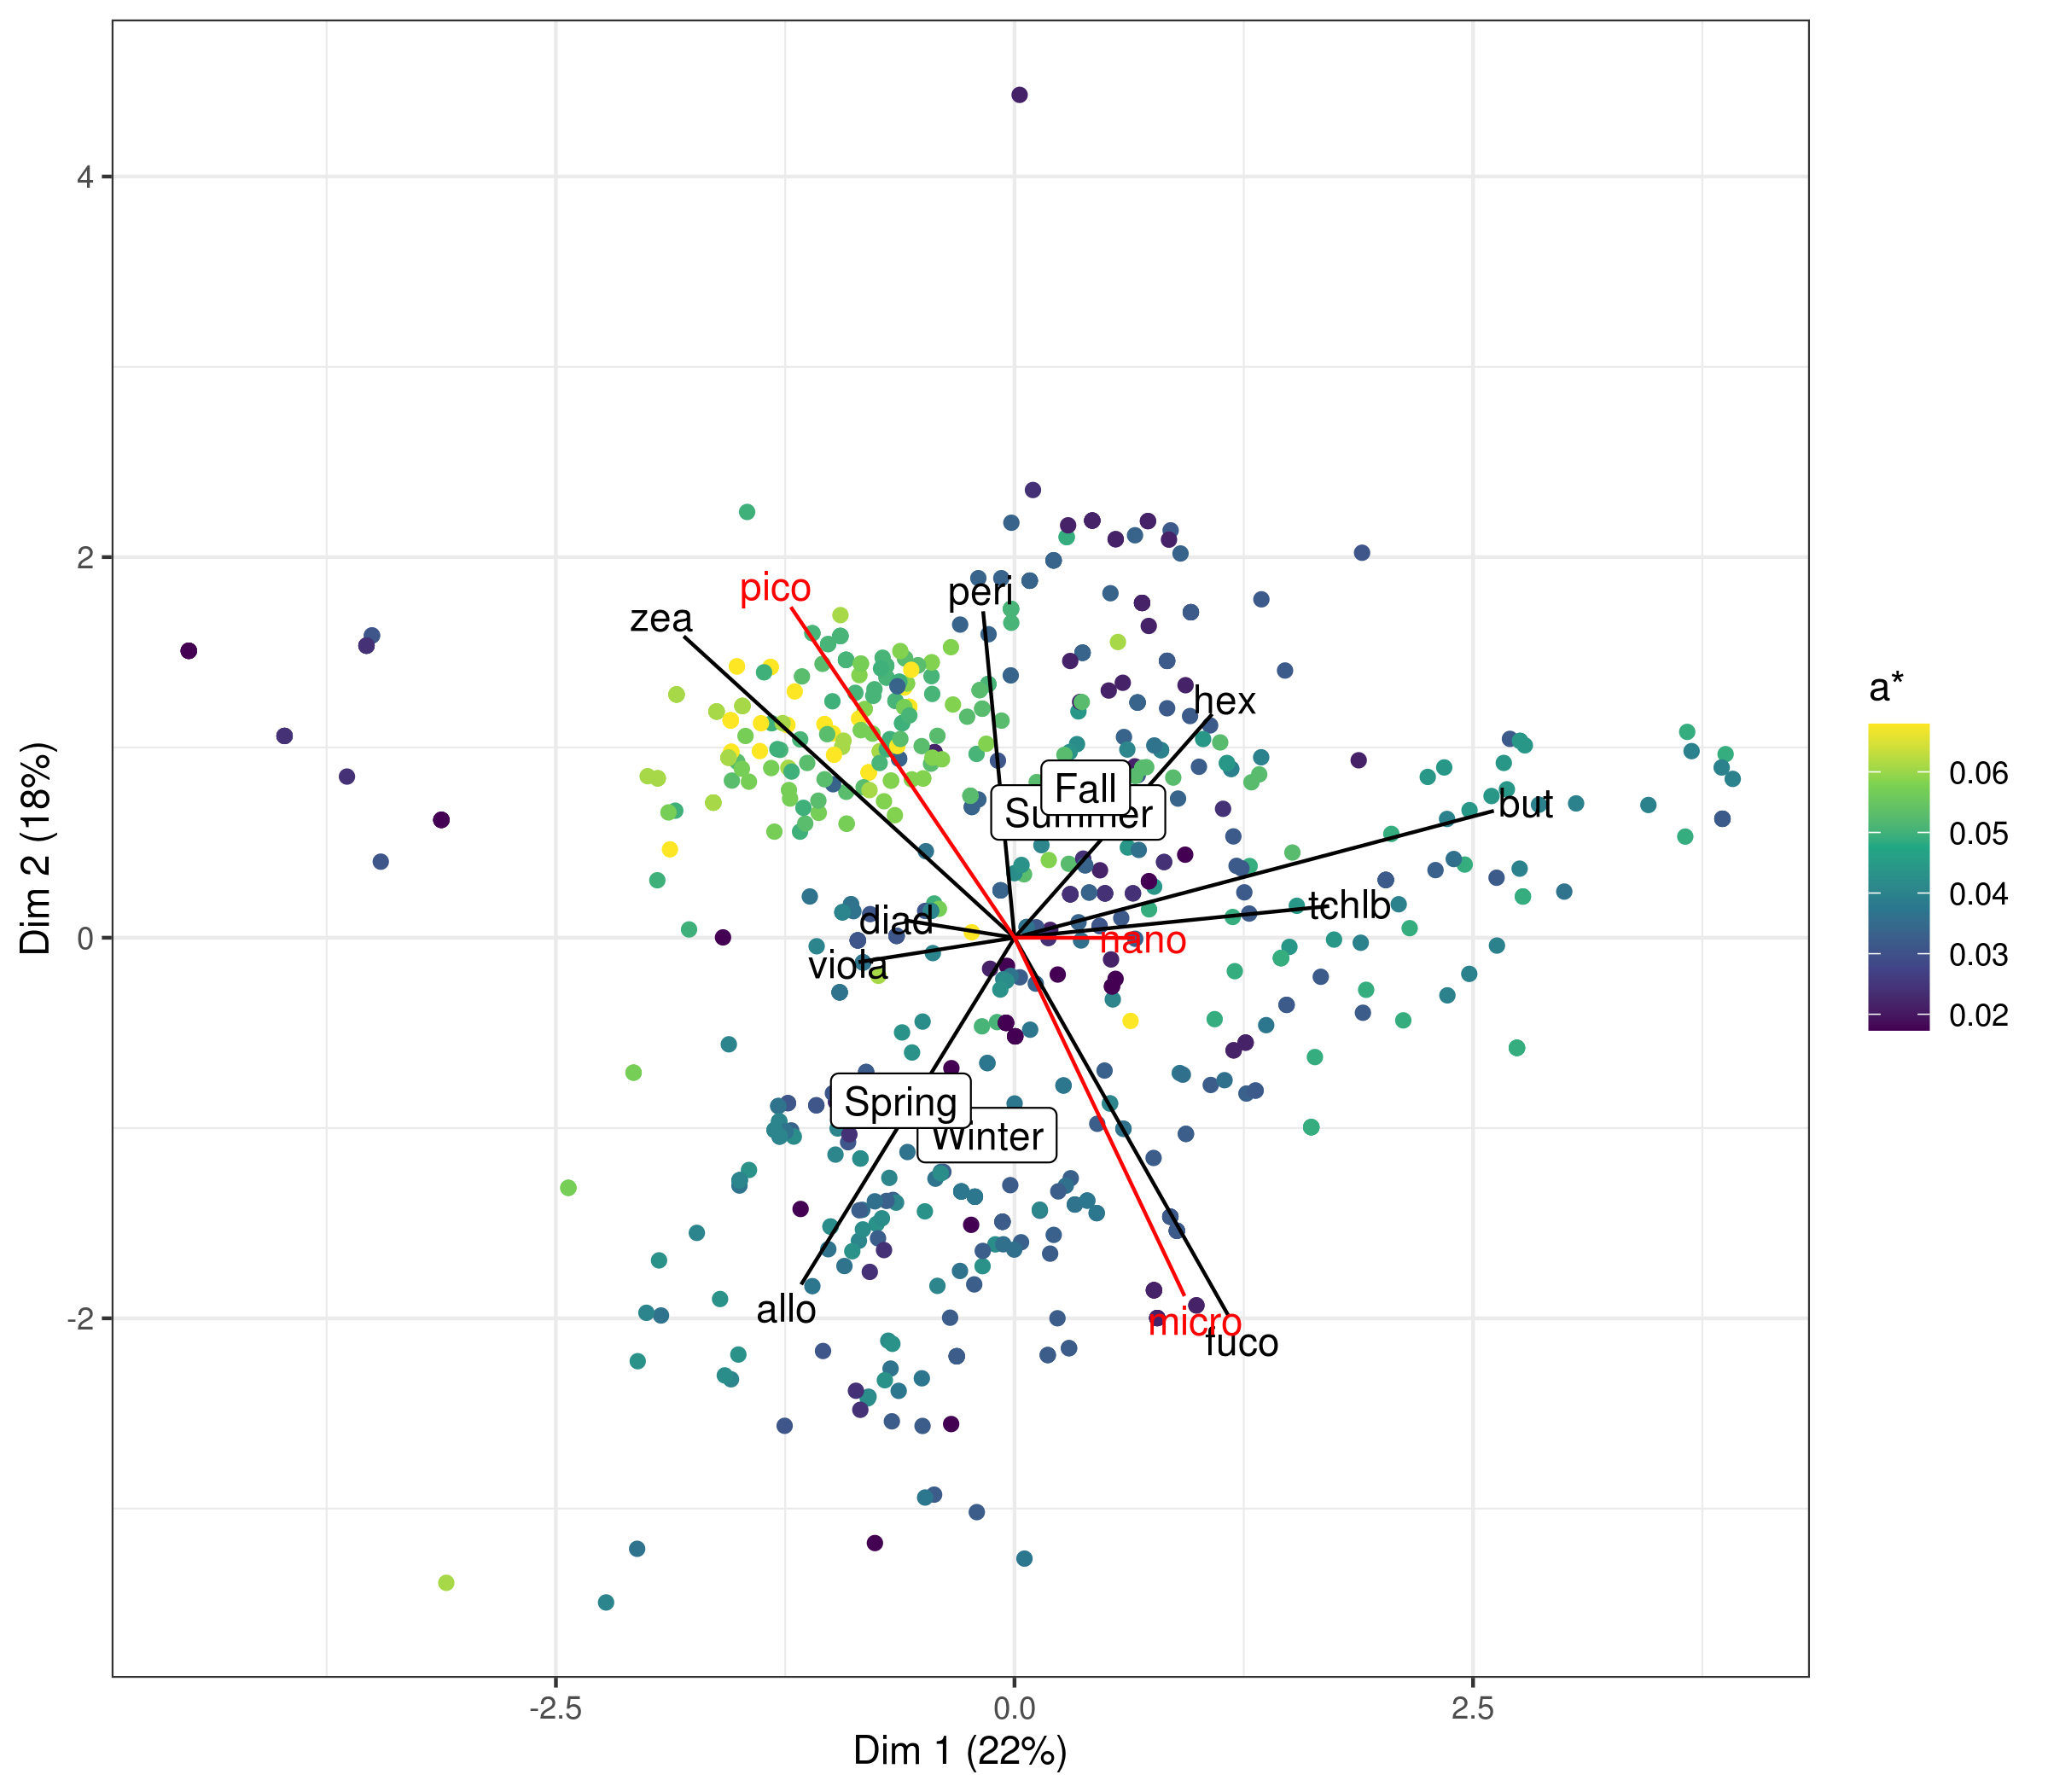 4
2
0
-2
Dim 2 (18%)
pico
zea
peri
hex
Fall
Summer
but
tchlb
diad
nano
viola
Spring
Winter
allo
micro
fuco
-2.5
0.0
2.5
Dim 1 (22%)
a*
0.06
0.05
0.04
0.03
0.02